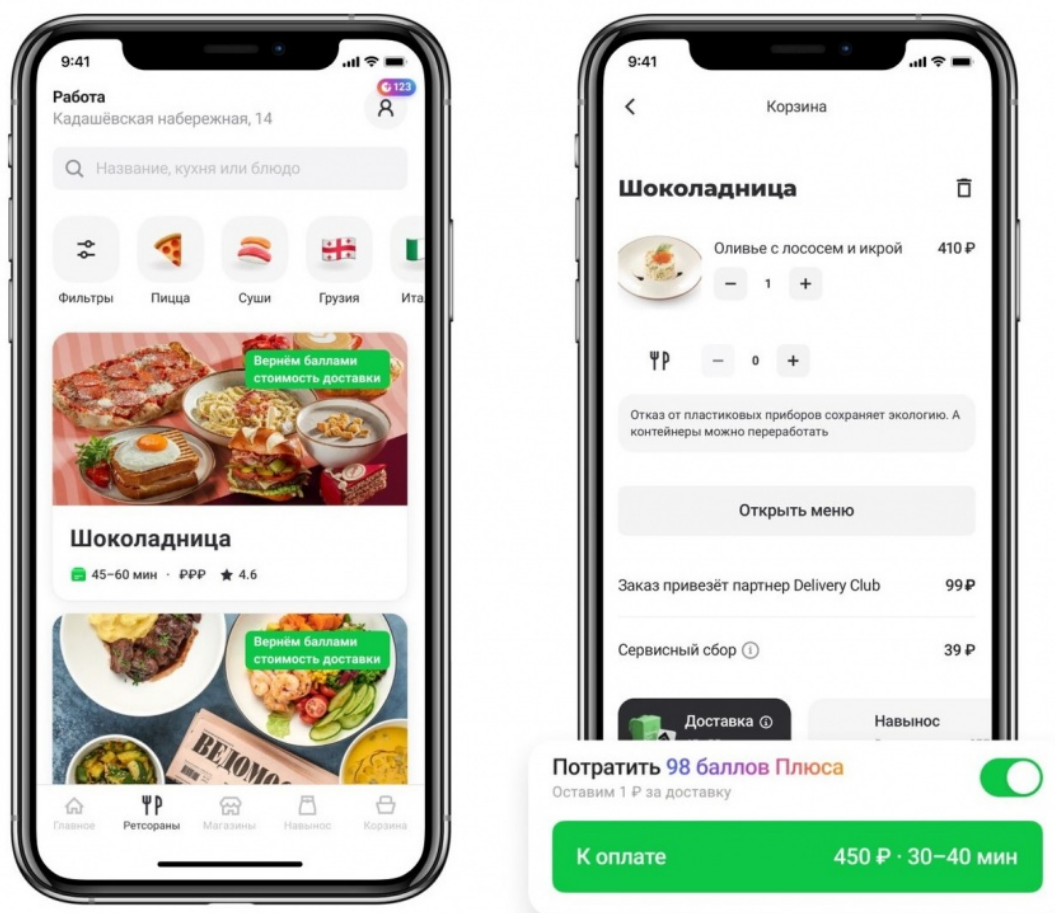 9:41
Работа
123
Кадашёвская набережная, 14
Название, кухня или блюдо
Фильтры
Пицца
Суши
Грузия
Ита
Вернём баллами
стоимость доставки
Шоколадница
45–60 мин · ₽₽₽ ★ 4.6
Вернём баллами
стоимость доставки
ВЕДОМО
Главное
Ретсораны
Магазины
Навынос
Корзина
9:41
Корзина
Шоколадница
Оливье с лососем и икрой 410 ₽
− 1 +
− 0 +
Отказ от пластиковых приборов сохраняет экологию. А
контейнеры можно переработать
Открыть меню
Заказ привезёт партнер Delivery Club 99 ₽
Сервисный сбор 39 ₽
Доставка
Навынос
Потратить 98 баллов Плюса
Оставим 1 ₽ за доставку
К оплате 450 ₽ · 30–40 мин